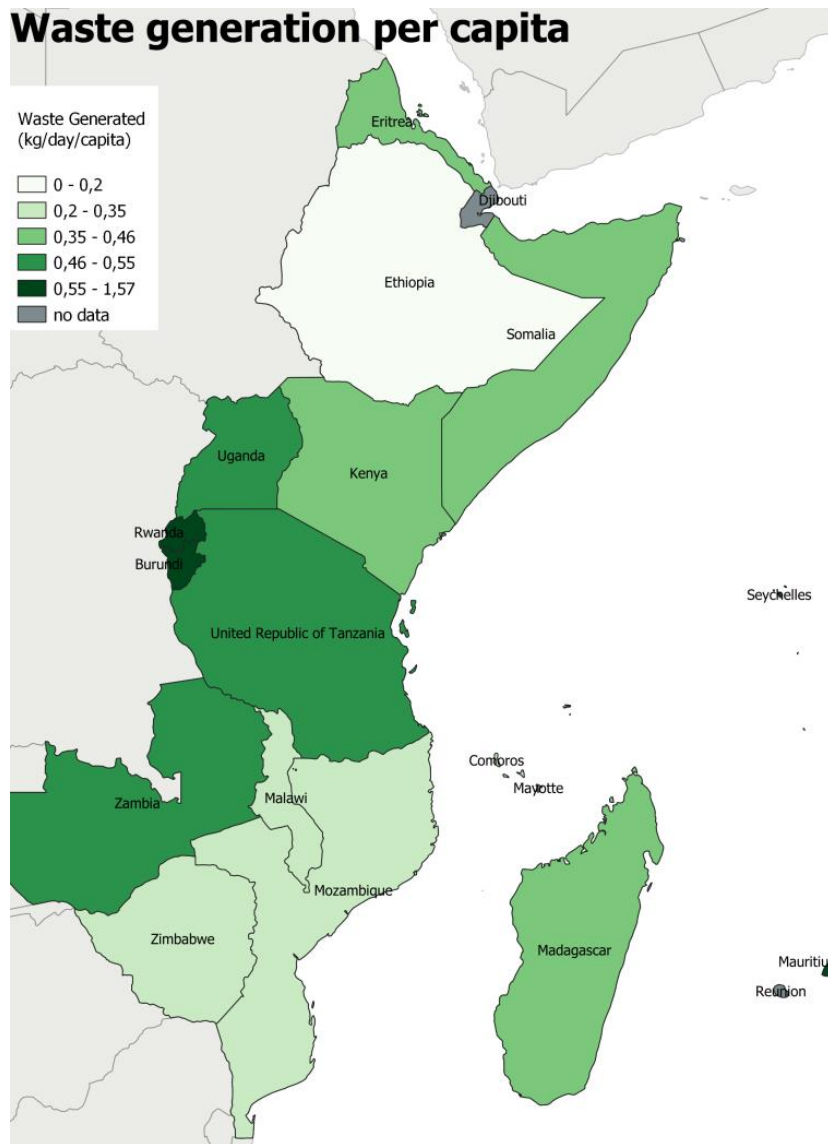 Waste generation per capita
Waste Generated
(kg/day/capita)
0 - 0,2
0,2 - 0,35
0,35 - 0,46
0,46 - 0,55
0,55 - 1,57
no data
Eritrea
Djibouti
Ethiopia
Somalia
Uganda
Kenya
Rwanda
Burundi
Seychelles
United Republic of Tanzania
Comoros
Mayotte
Malawi
Zambia
Mozambique
Zimbabwe
Madagascar
Mauritiu
Reunion